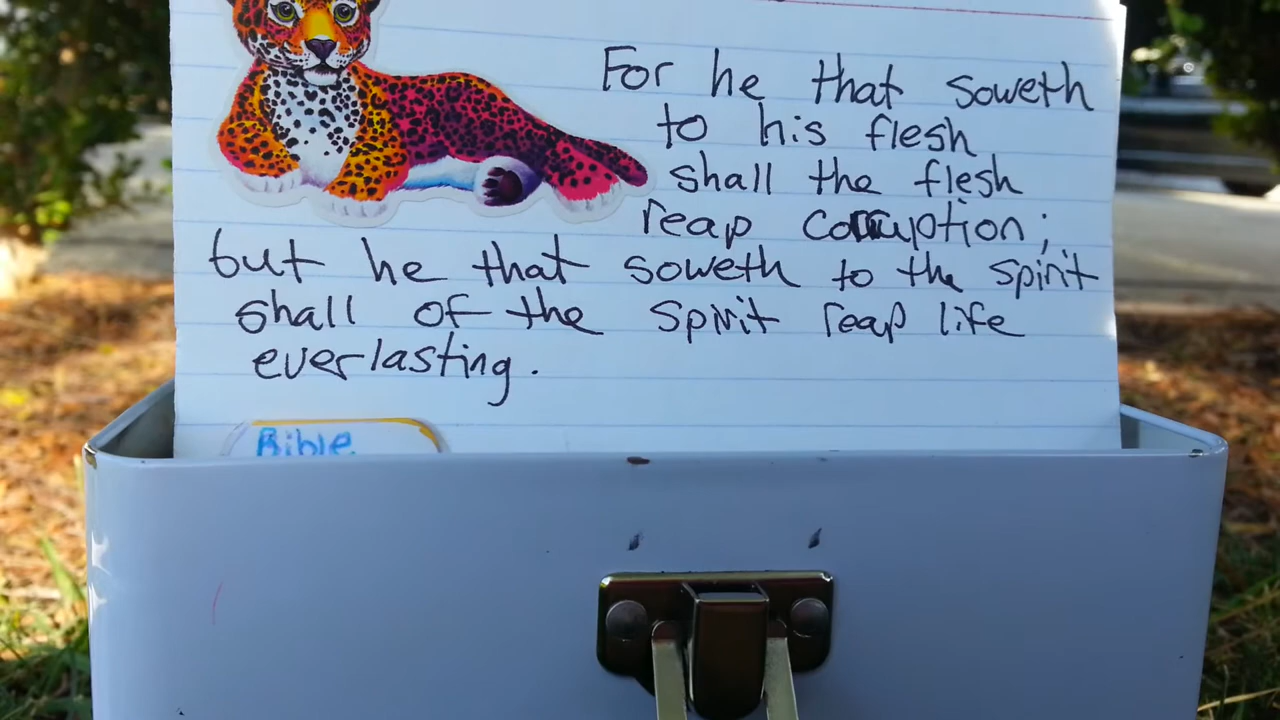 For he that soweth
to his flesh
shall the flesh
reap corruption;
but he that soweth to the spirit
shall of the spirit reap life
everlasting.
Bible